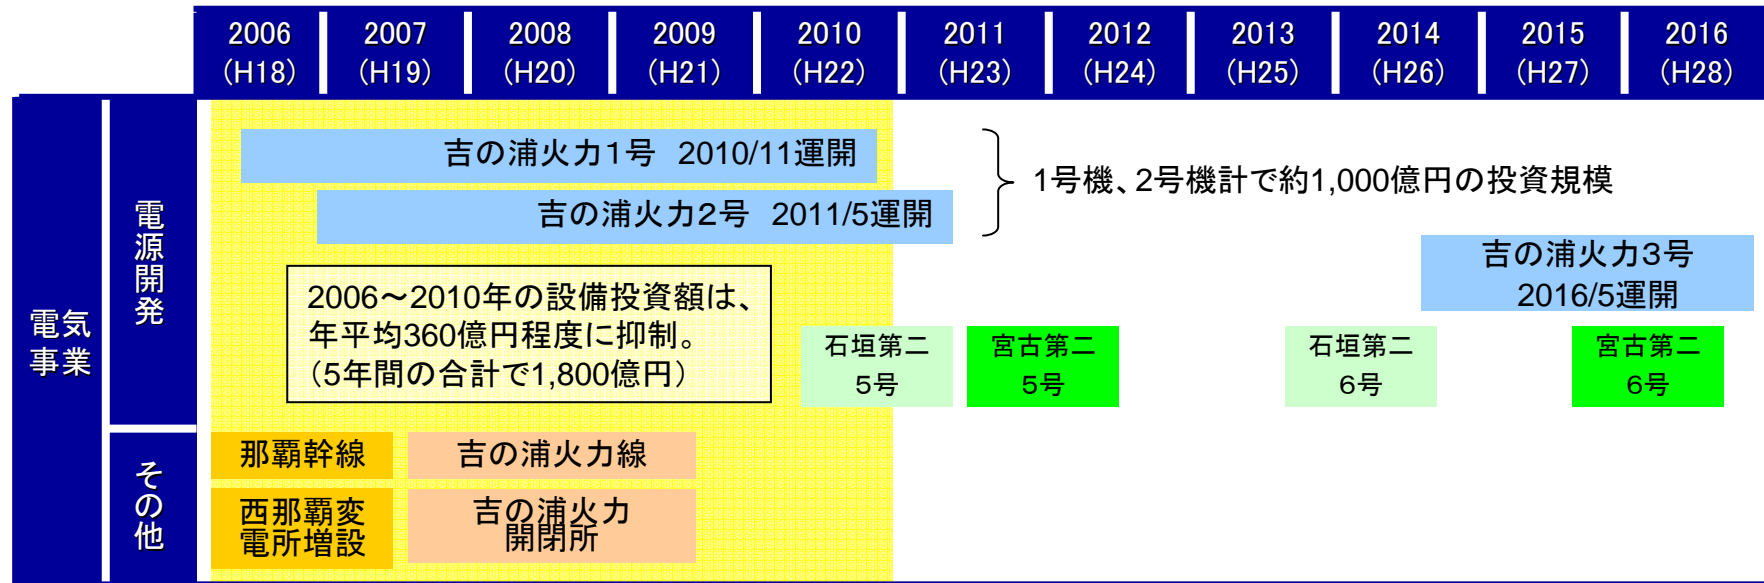 2006 2007 2008 2009 2010 2011 2012 2013 2014 2015 2016
(H18) (H19) (H20) (H21) (H22) (H23) (H24) (H25) (H26) (H27) (H28)
電気
事業
電源開発
吉の浦火力1号 2010/11運開
吉の浦火力2号 2011/5運開
1号機、2号機計で約1,000億円の投資規模
吉の浦火力3号
2016/5運開
2006～2010年の設備投資額は、
年平均360億円程度に抑制。
(5年間の合計で1,800億円)
石垣第二
5号
宮古第二
5号
石垣第二
6号
宮古第二
6号
その他
那覇幹線
吉の浦火力線
西那覇変
電所増設
吉の浦火力
開閉所